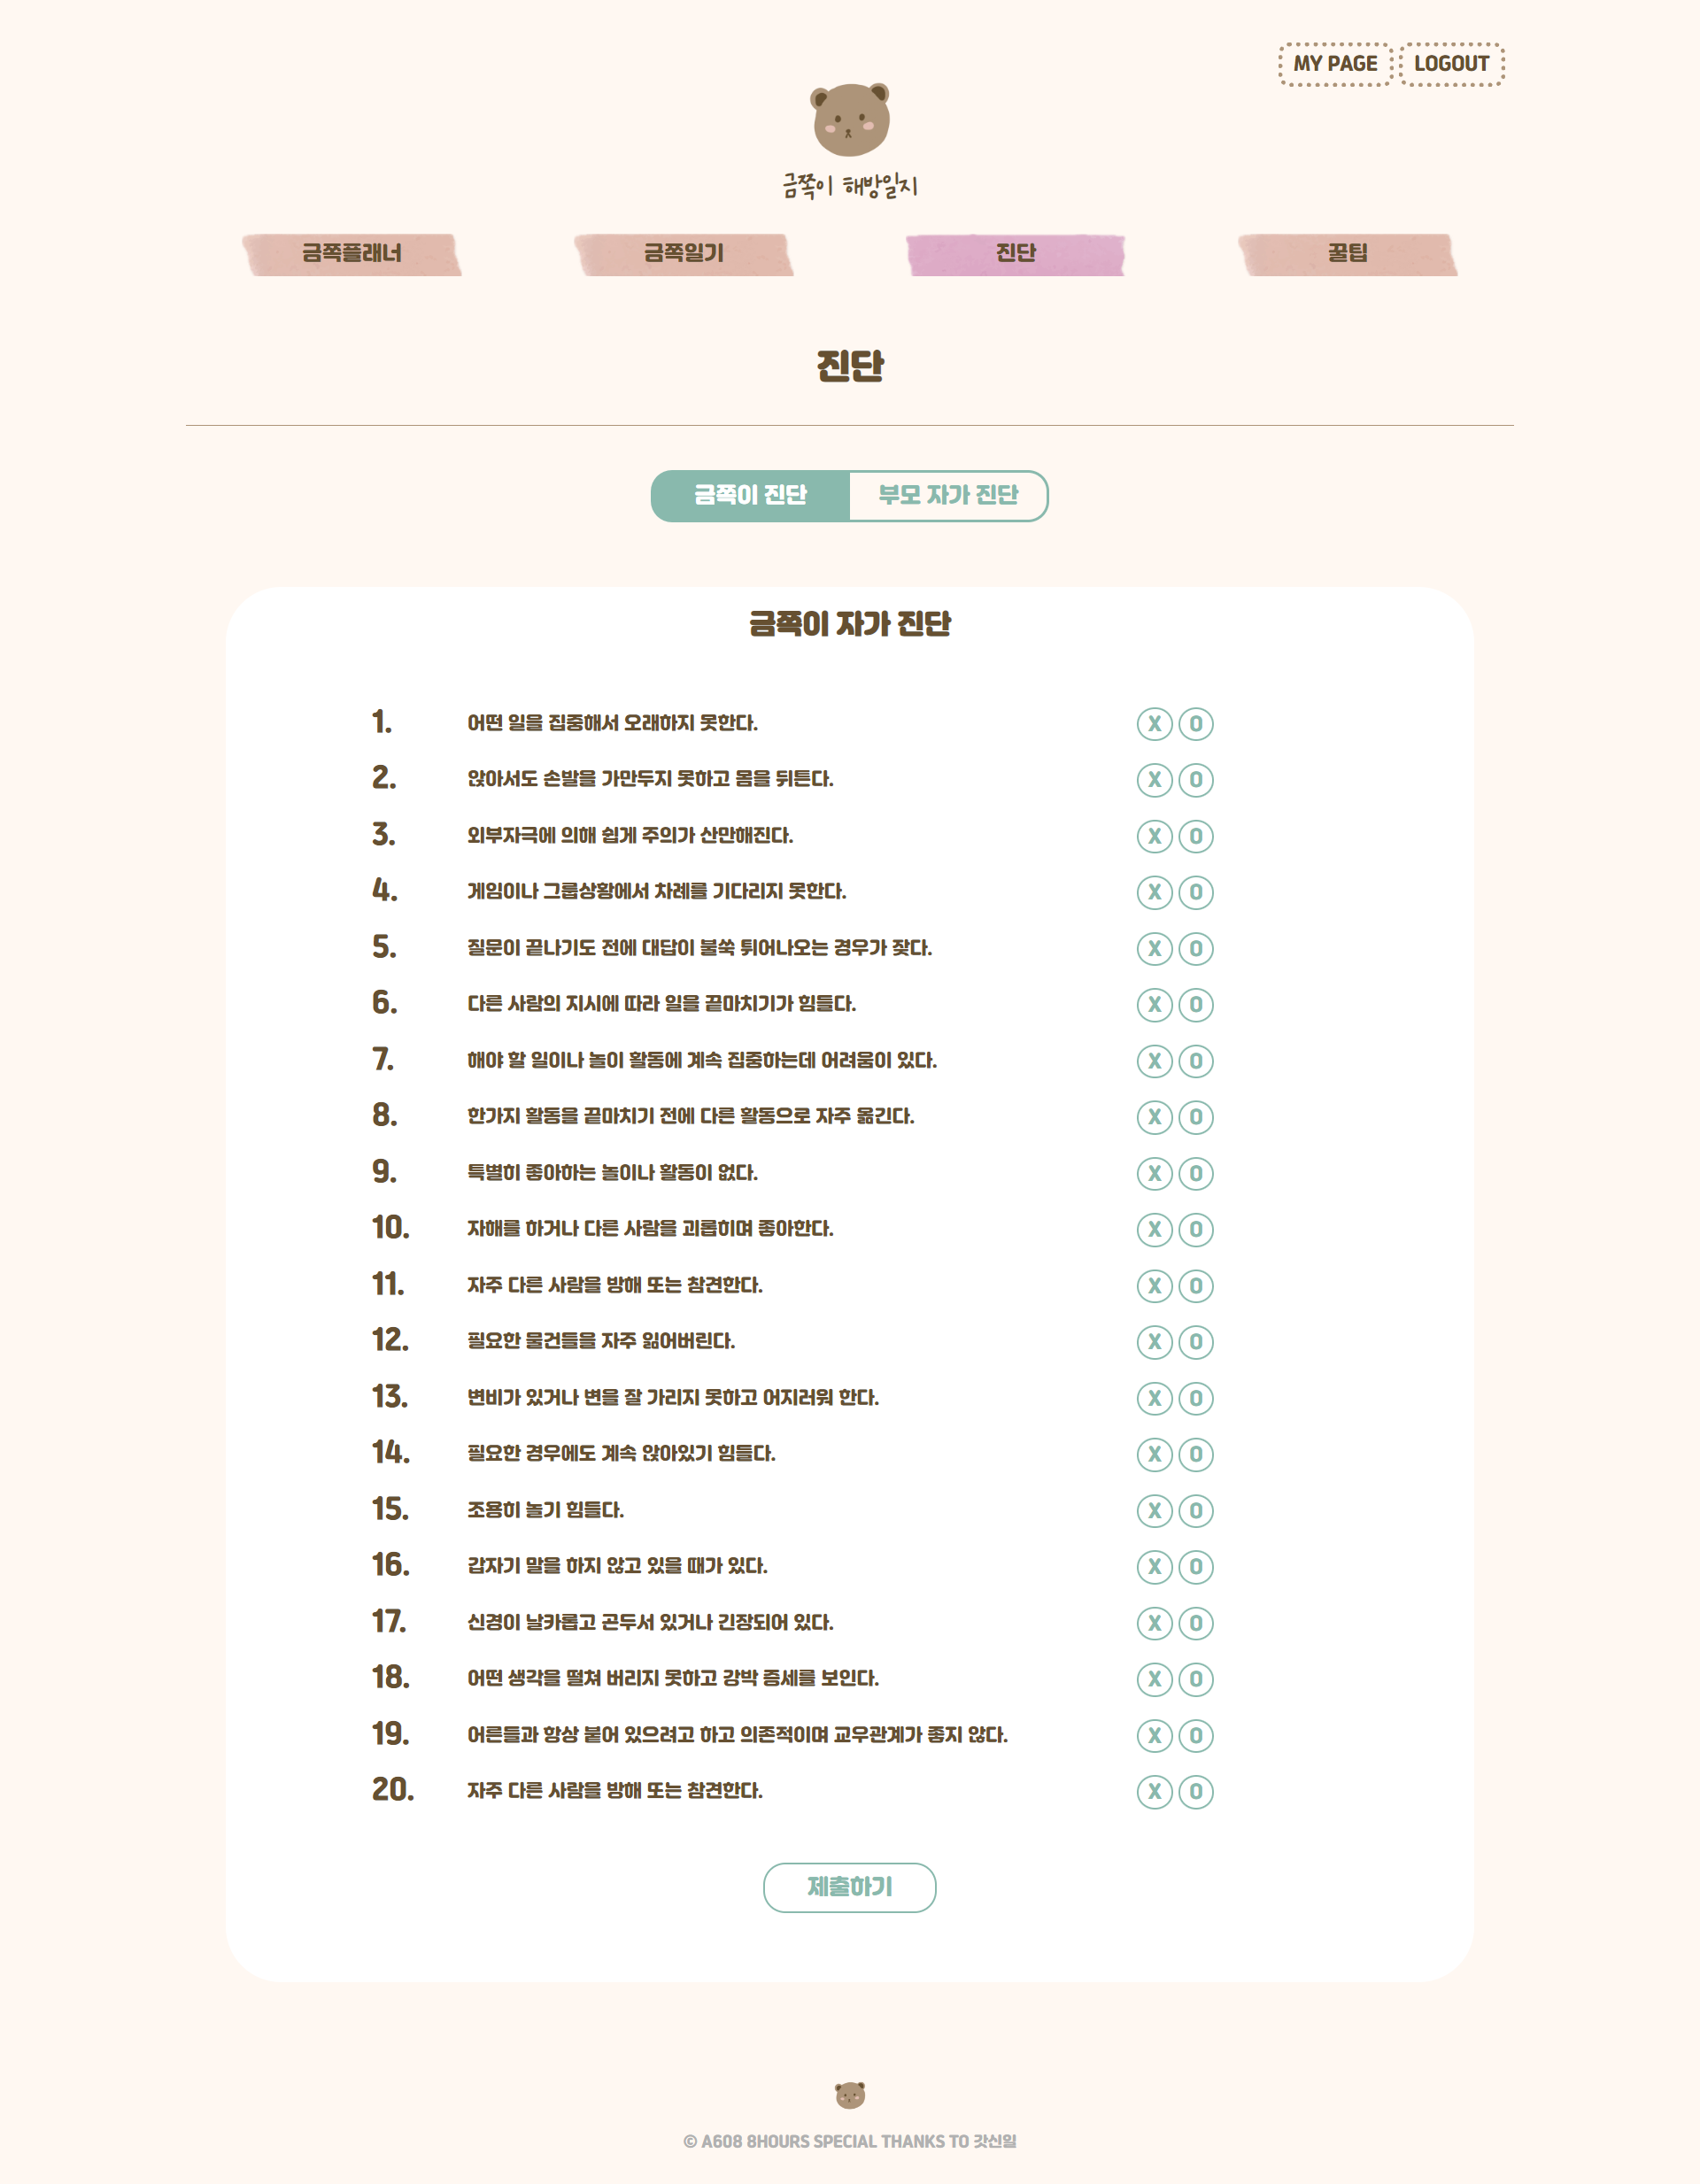 MY PAGE LOGOUT
금쪽이 해방일지
금쪽플래너 금쪽일기 진단 꿀팁
진단
금쪽이 진단 부모 자가 진단
금쪽이 자가 진단
1. 어떤 일을 집중해서 오래하지 못한다. X O
2. 앉아서도 손발을 가만두지 못하고 몸을 뒤튼다. X O
3. 외부자극에 의해 쉽게 주의가 산만해진다. X O
4. 게임이나 그룹상황에서 차례를 기다리지 못한다. X O
5. 질문이 끝나기도 전에 대답이 불쑥 튀어나오는 경우가 잦다. X O
6. 다른 사람의 지시에 따라 일을 끝마치기가 힘들다. X O
7. 해야 할 일이나 놀이 활동에 계속 집중하는데 어려움이 있다. X O
8. 한가지 활동을 끝마치기 전에 다른 활동으로 자주 옮긴다. X O
9. 특별히 좋아하는 놀이나 활동이 없다. X O
10. 자해를 하거나 다른 사람을 괴롭히며 좋아한다. X O
11. 자주 다른 사람을 방해 또는 참견한다. X O
12. 필요한 물건들을 자주 잃어버린다. X O
13. 변비가 있거나 변을 잘 가리지 못하고 어지러워 한다. X O
14. 필요한 경우에도 계속 앉아있기 힘들다. X O
15. 조용히 놀기 힘들다. X O
16. 갑자기 말을 하지 않고 있을 때가 있다. X O
17. 신경이 날카롭고 곤두서 있거나 긴장되어 있다. X O
18. 어떤 생각을 떨쳐 버리지 못하고 강박 증세를 보인다. X O
19. 어른들과 항상 붙어 있으려고 하고 의존적이며 교우관계가 좋지 않다. X O
20. 자주 다른 사람을 방해 또는 참견한다. X O
제출하기
© A608 8HOURS SPECIAL THANKS TO 갓신일